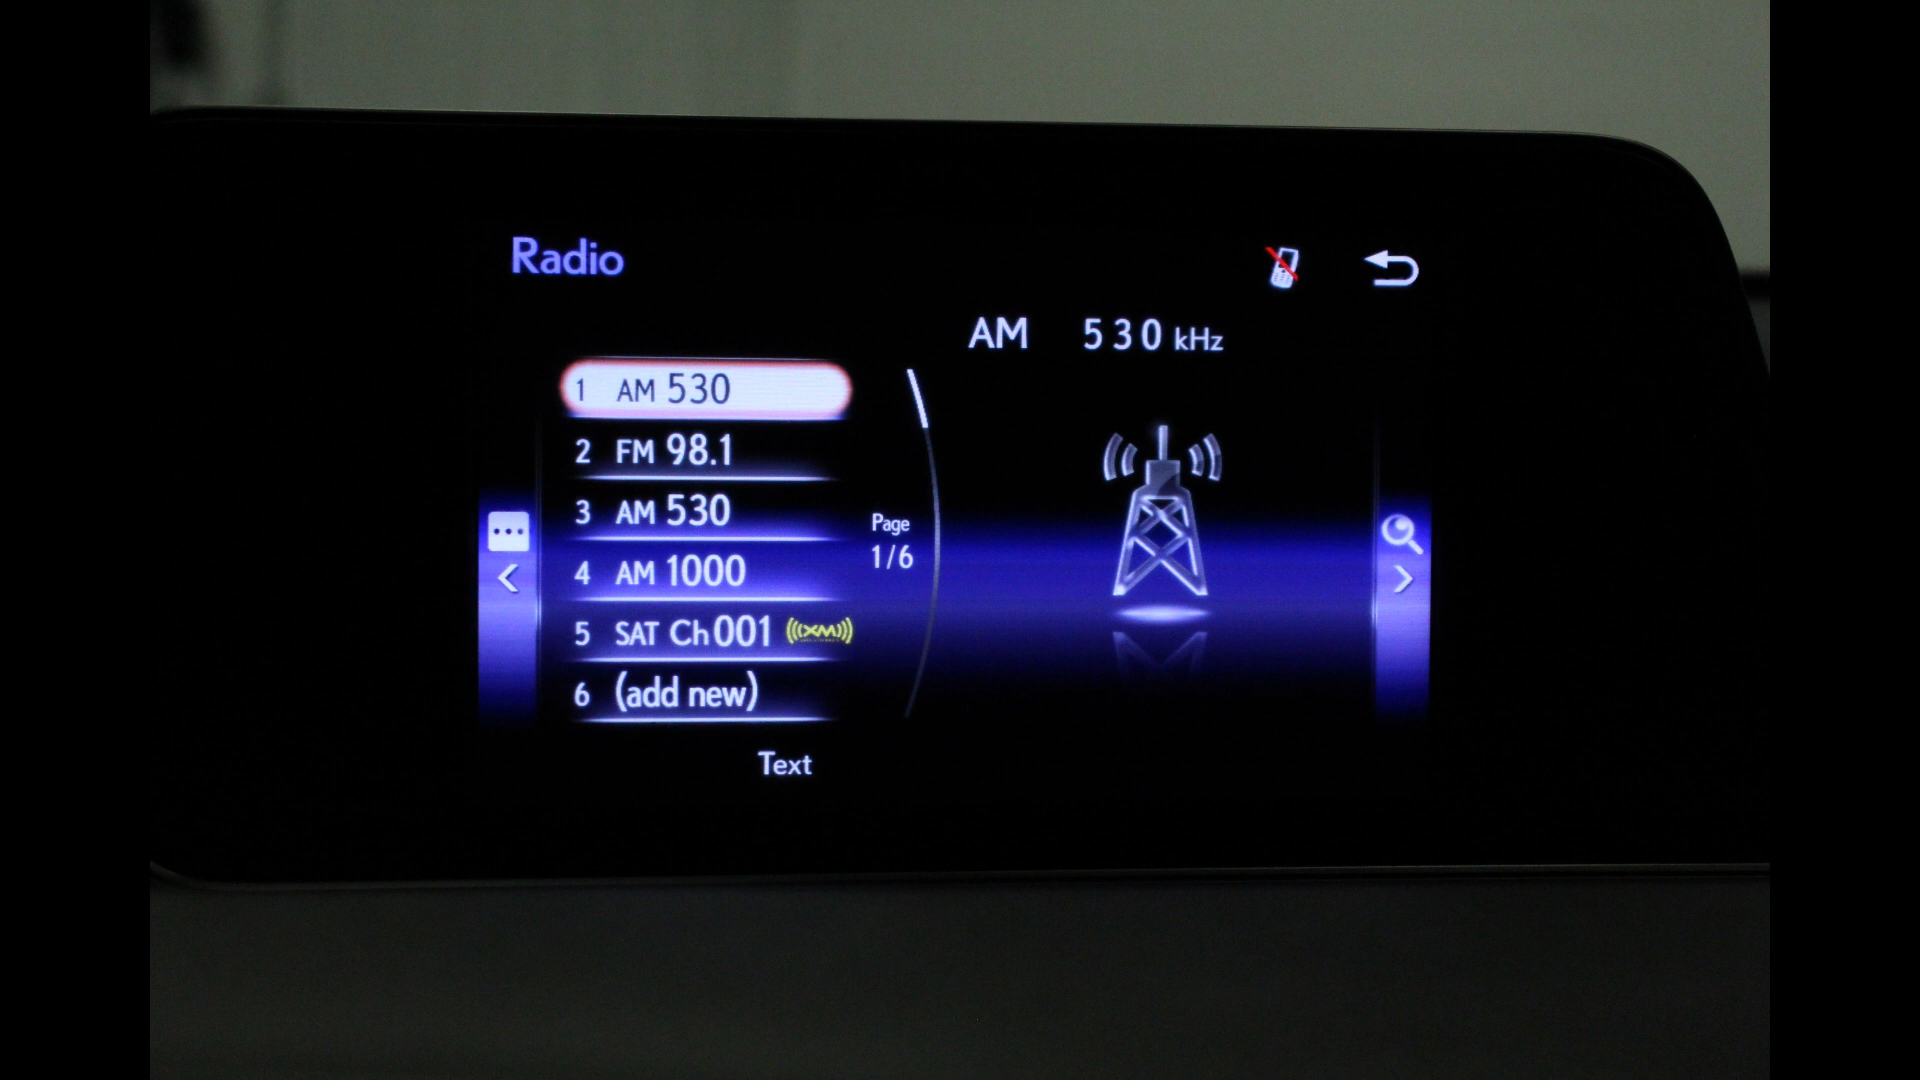 Radio
AM 530 kHz
1 AM 530
2 FM 98.1
3 AM 530
4 AM 1000
5 SAT Ch 001 ((XM))
6 (add new)
Page
1/6
Text